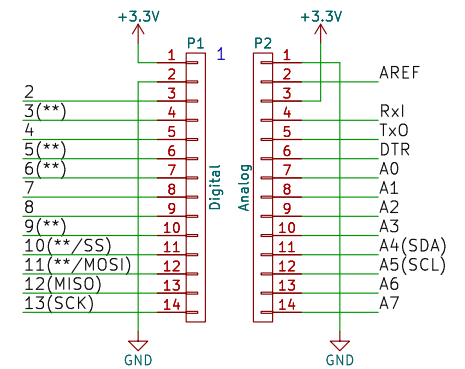 +3.3V
+3.3V
P1
1
P2
1
1
2
2
AREF
2
3
3
3(**)
4
4
RxI
4
5
5
TxO
5(**)
6
6
DTR
6(**)
7
7
A0
7
8
8
A1
8
9
9
A2
9(**)
10
10
A3
10(**/SS)
11
11
A4(SDA)
11(**/MOSI)
12
12
A5(SCL)
12(MISO)
13
13
A6
13(SCK)
14
14
A7
Digital
Analog
GND
GND